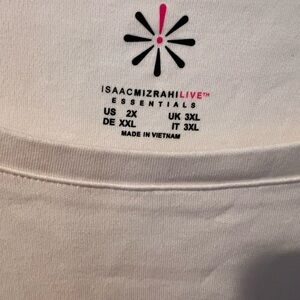 ISAACMIZRAHILIVE™
ESSENTIALS
US 2X UK 3XL
DE XXL IT 3XL
MADE IN VIETNAM